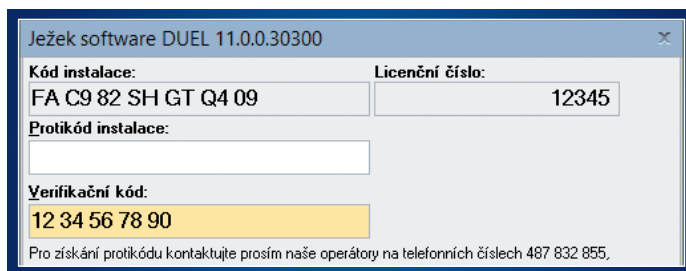 Ježek software DUEL 11.0.0.30300
Kód instalace: Licenční číslo:
FA C9 82 SH GT Q4 09 12345
Protikód instalace:
Verifikační kód:
12 34 56 78 90
Pro získání protikódu kontaktujte prosím naše operátory na telefonních číslech 487 832 855,